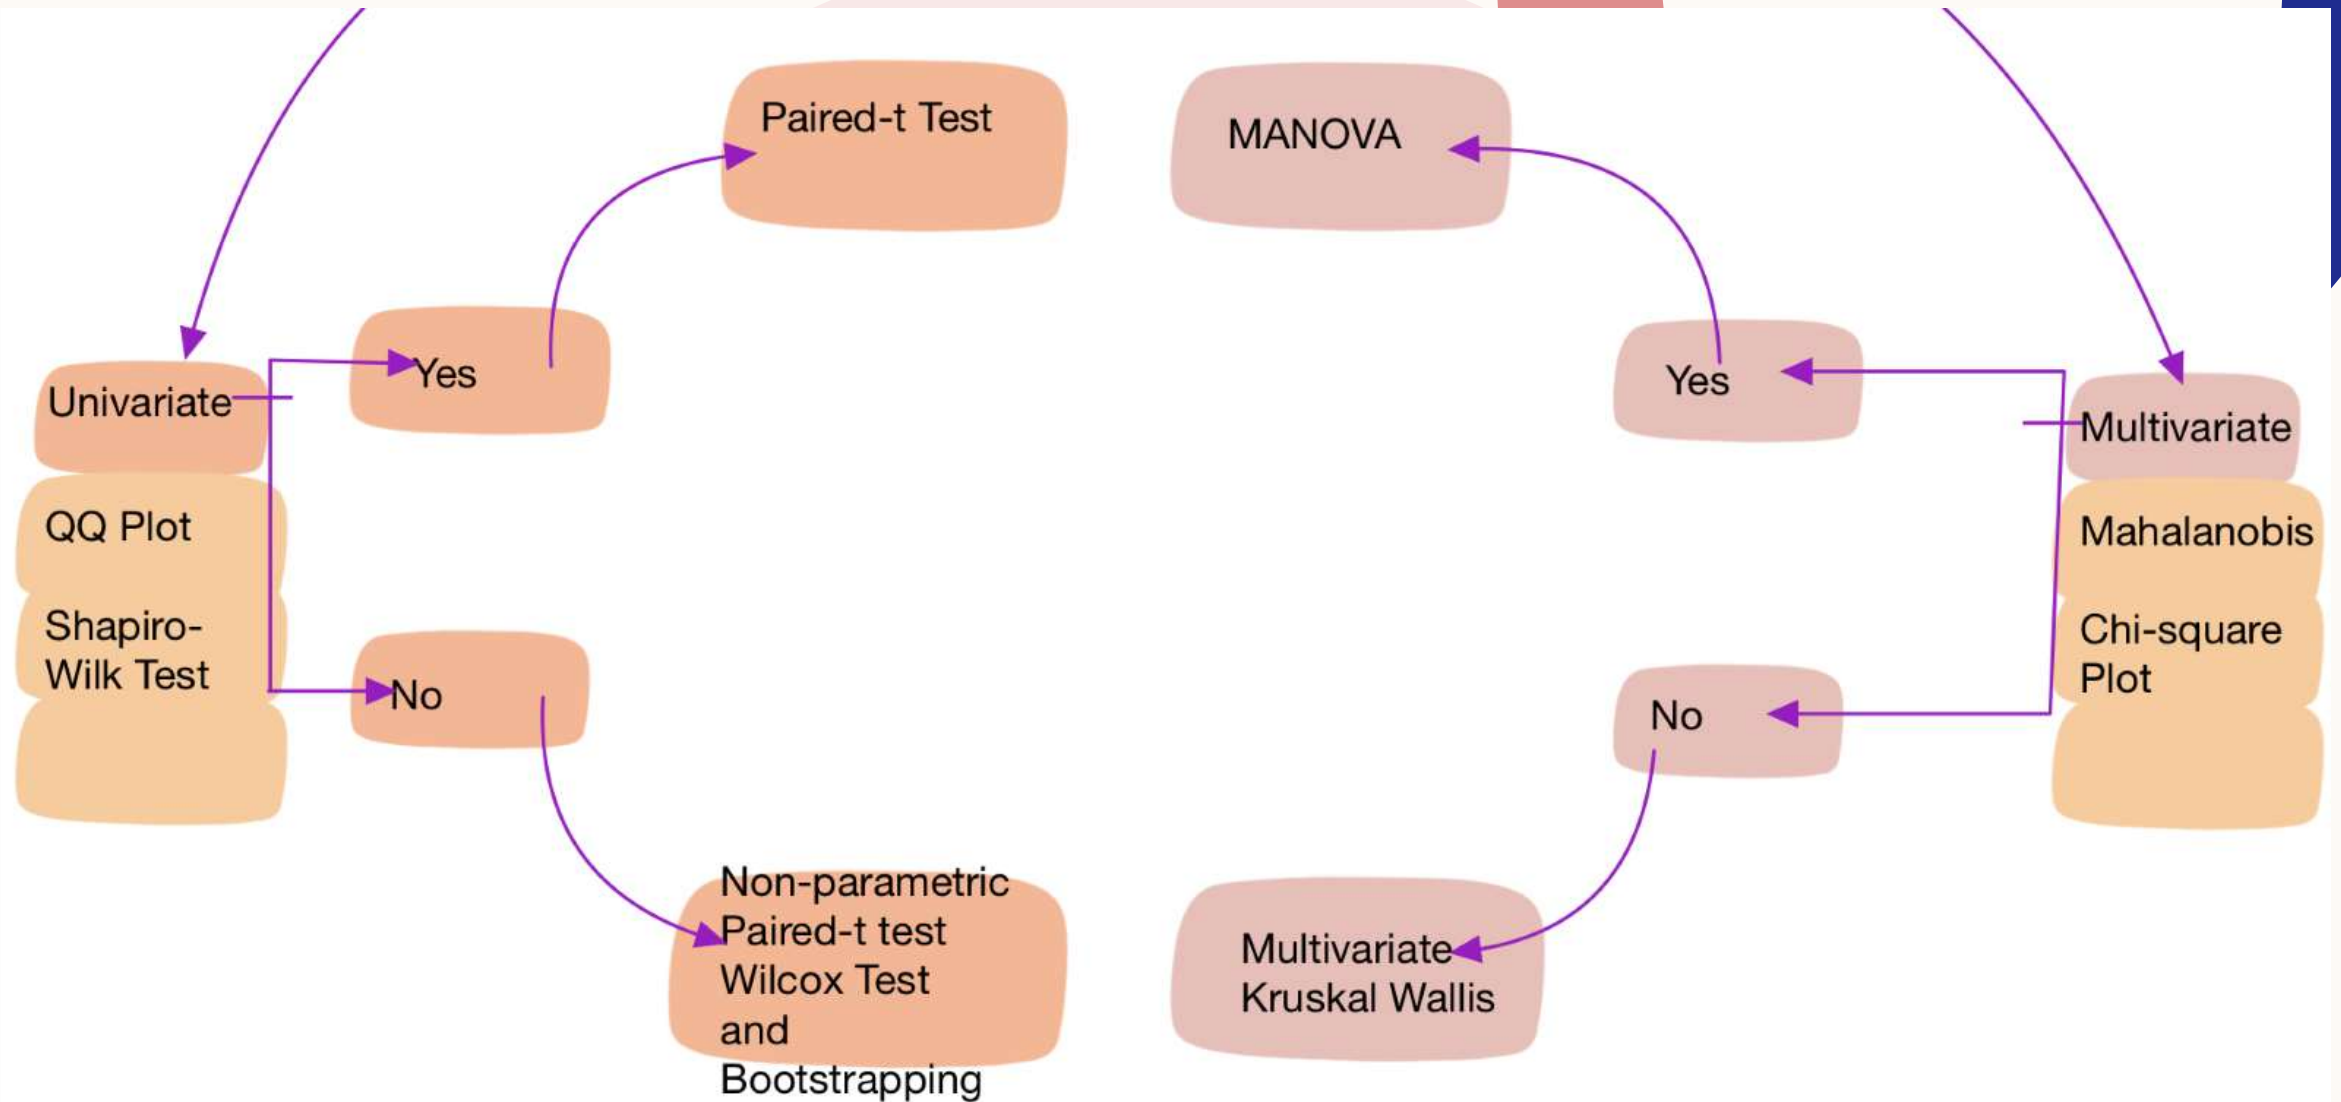 Paired-t Test
MANOVA
Yes
Yes
Univariate
Multivariate
QQ Plot
Mahalanobis
Shapiro-
Wilk Test
Chi-square
Plot
No
No
Non-parametric
Paired-t test
Wilcox Test
and
Bootstrapping
Multivariate
Kruskal Wallis